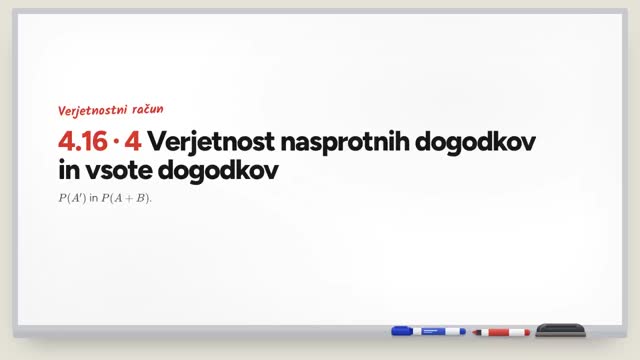 Verjetnostni račun
4.16 · 4 Verjetnost nasprotnih dogodkov
in vsote dogodkov
P(A′) in P(A + B).